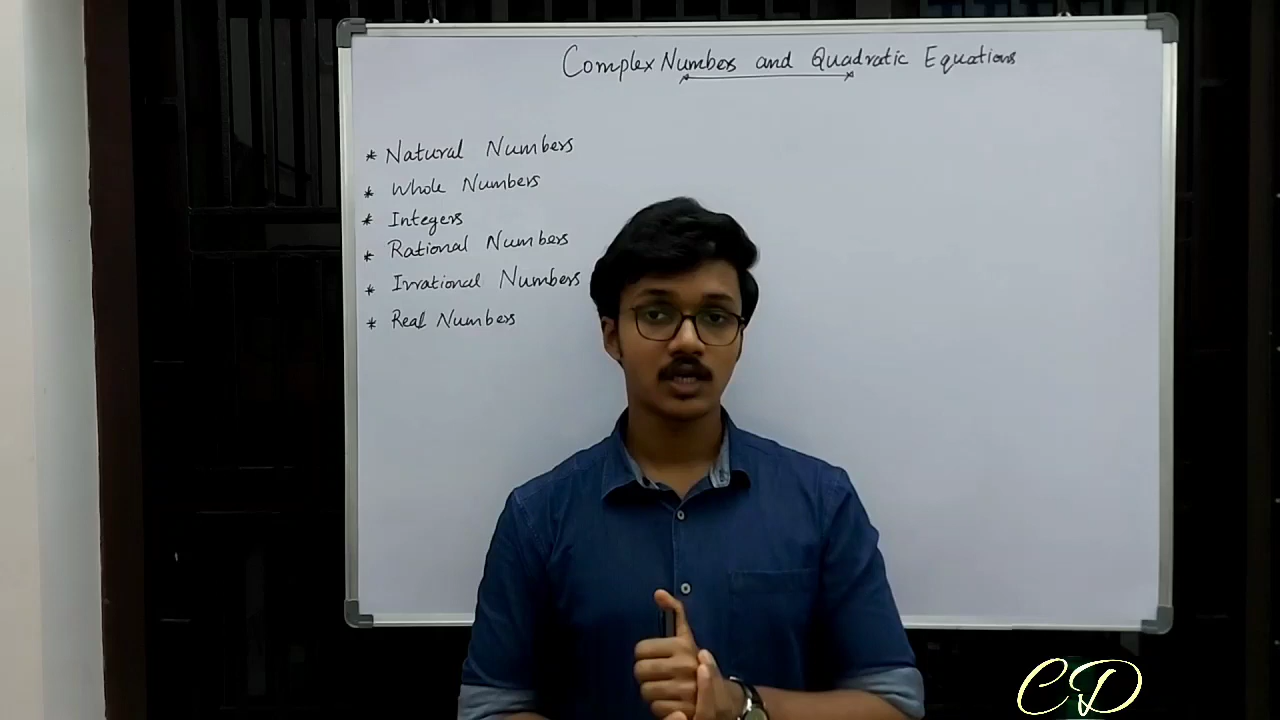 Complex Numbers and Quadratic Equations
* Natural Numbers
* Whole Numbers
* Integers
* Rational Numbers
* Irrational Numbers
* Real Numbers
CD